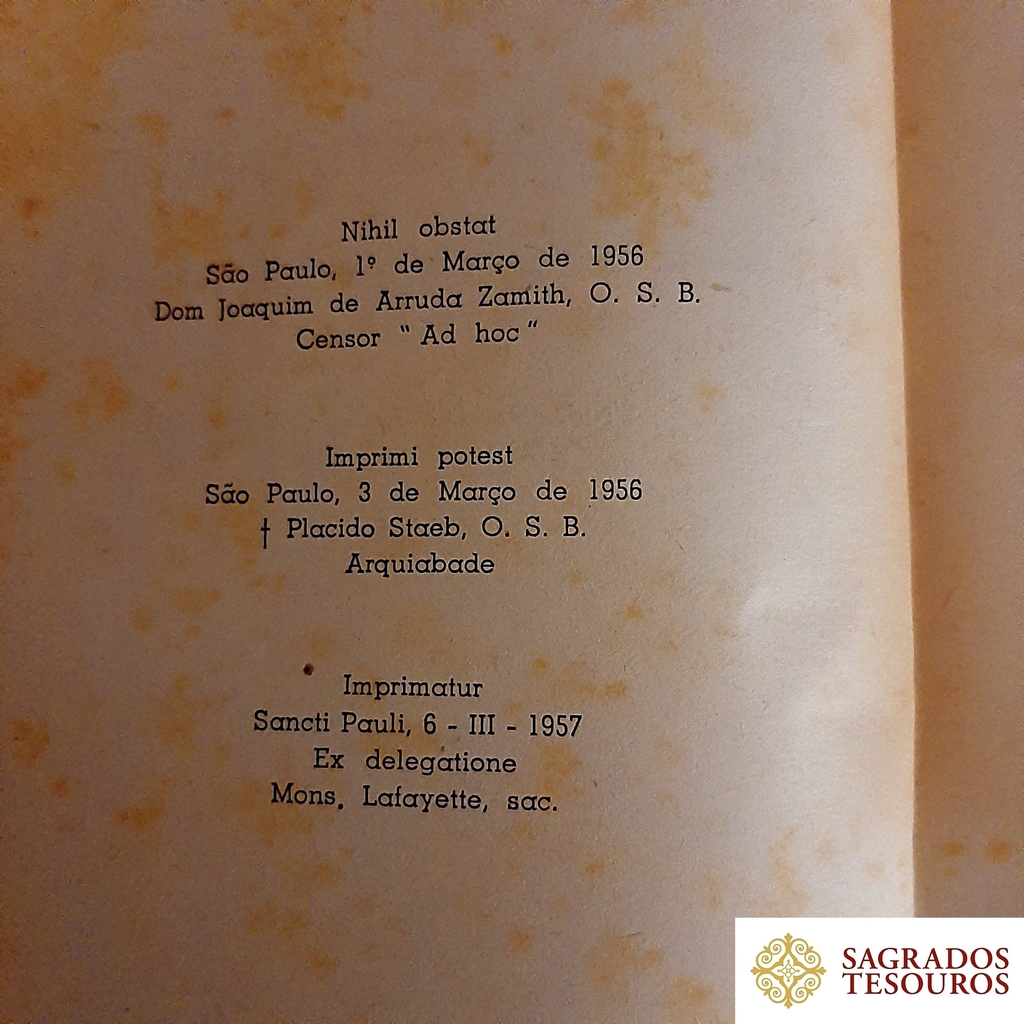 Nihil obstat
São Paulo, 1º de Março de 1956
Dom Joaquim de Arruda Zamith, O. S. B.
Censor "Ad hoc"
Imprimi potest
São Paulo, 3 de Março de 1956
† Placido Staeb, O. S. B.
Arquiabade
Imprimatur
Sancti Pauli, 6 - III - 1957
Ex delegatione
Mons. Lafayette, sac.
SAGRADOS
TESOUROS